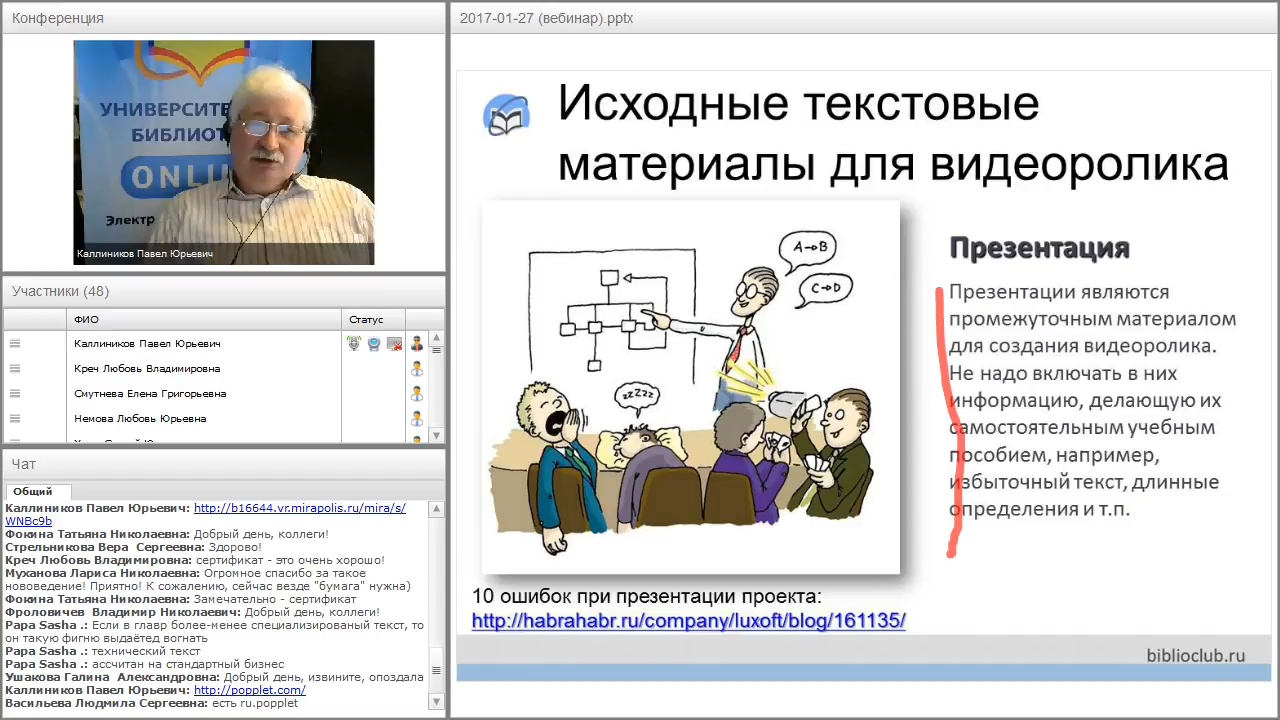 Конференция
УНИВЕРСИТЕ
БИБЛИОТ
ONLI
Электр
Каллиников Павел Юрьевич
Участники (48)
ФИО
Статус
Каллиников Павел Юрьевич
Креч Любовь Владимировна
Смутнева Елена Григорьевна
Немова Любовь Юрьевна
Чат
Общий
Каллиников Павел Юрьевич: http://b16644.vr.mirapolis.ru/mira/s/
WNBc9b
Фокина Татьяна Николаевна: Добрый день, коллеги!
Стрельникова Вера Сергеевна: Здорово!
Креч Любовь Владимировна: сертификат - это очень хорошо!
Муханова Лариса Николаевна: Огромное спасибо за такое
нововедение! Приятно! К сожалению, сейчас везде "бумага" нужна)
Фокина Татьяна Николаевна: Замечательно - сертификат
Фроловичев Владимир Николаевич: Добрый день, коллеги!
Papa Sasha .: Если в главр более-менее специализированый текст, то
он такую фигню выдаётед вогнать
Papa Sasha .: технический текст
Papa Sasha .: ассчитан на стандартный бизнес
Ушакова Галина Александровна: Добрый день, извините, опоздала
Каллиников Павел Юрьевич: http://popplet.com/
Васильева Людмила Сергеевна: есть ru.popplet
2017-01-27 (вебинар).pptx
Исходные текстовые
материалы для видеоролика
A→B
C→D
zZZZz
Презентация
Презентации являются
промежуточным материалом
для создания видеоролика.
Не надо включать в них
информацию, делающую их
самостоятельным учебным
пособием, например,
избыточный текст, длинные
определения и т.п.
10 ошибок при презентации проекта:
http://habrahabr.ru/company/luxoft/blog/161135/
biblioclub.ru